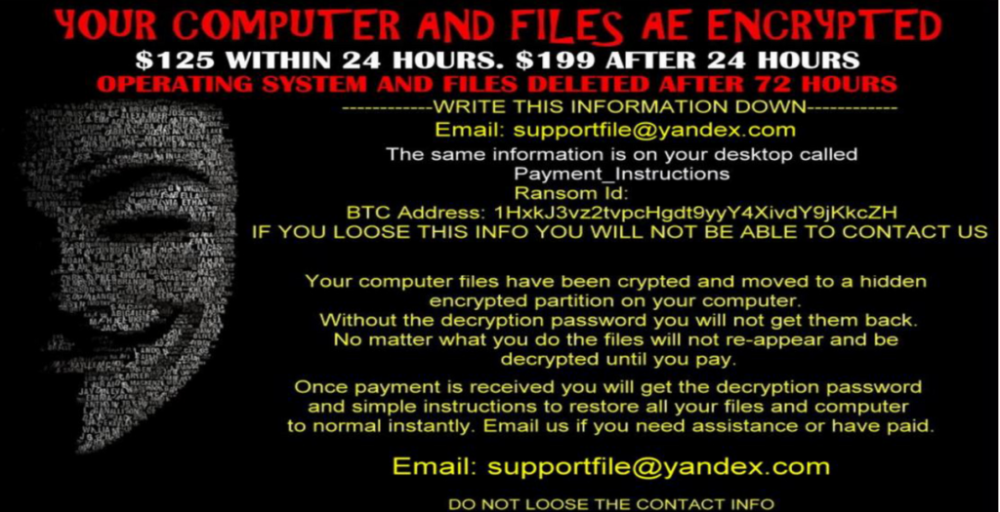 YOUR COMPUTER AND FILES AE ENCRYPTED
$125 WITHIN 24 HOURS. $199 AFTER 24 HOURS
OPERATING SYSTEM AND FILES DELETED AFTER 72 HOURS
------------WRITE THIS INFORMATION DOWN------------
Email: supportfile@yandex.com
The same information is on your desktop called
Payment_Instructions
Ransom Id:
BTC Address: 1HxkJ3vz2tvpcHgdt9yyY4XivdY9jKkcZH
IF YOU LOOSE THIS INFO YOU WILL NOT BE ABLE TO CONTACT US
Your computer files have been crypted and moved to a hidden
encrypted partition on your computer.
Without the decryption password you will not get them back.
No matter what you do the files will not re-appear and be
decrypted until you pay.
Once payment is received you will get the decryption password
and simple instructions to restore all your files and computer
to normal instantly. Email us if you need assistance or have paid.
Email: supportfile@yandex.com
DO NOT LOOSE THE CONTACT INFO